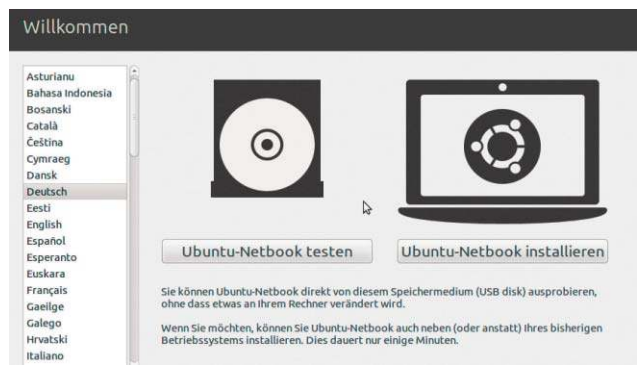 Willkommen
Asturianu
Bahasa Indonesia
Bosanski
Català
Čeština
Cymraeg
Dansk
Deutsch
Eesti
English
Español
Esperanto
Euskara
Français
Gaeilge
Galego
Hrvatski
Italiano
Ubuntu-Netbook testen
Ubuntu-Netbook installieren
Sie können Ubuntu-Netbook direkt von diesem Speichermedium (USB disk) ausprobieren,
ohne dass etwas an Ihrem Rechner verändert wird.
Wenn Sie möchten, können Sie Ubuntu-Netbook auch neben (oder anstatt) Ihres bisherigen
Betriebssystems installieren. Dies dauert nur einige Minuten.